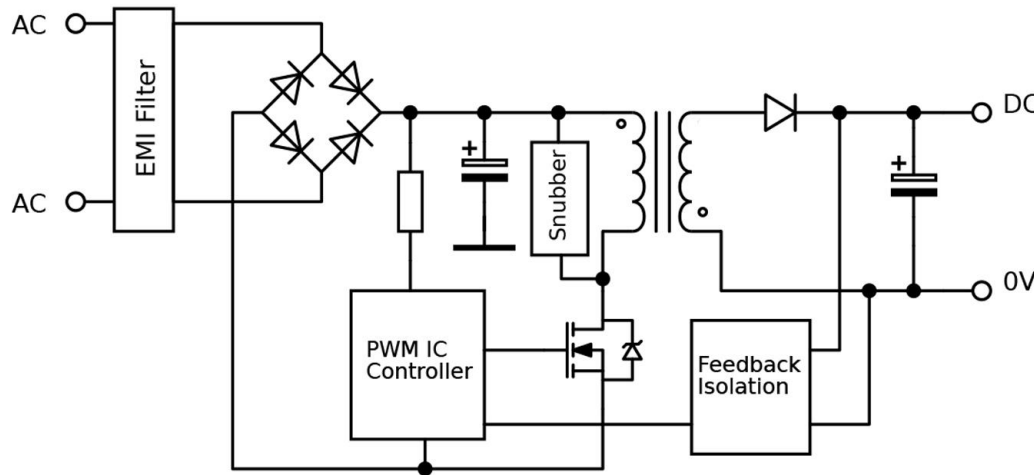 AC
EMI Filter
AC
+
Snubber
+
DC
0V
PWM IC
Controller
Feedback
Isolation